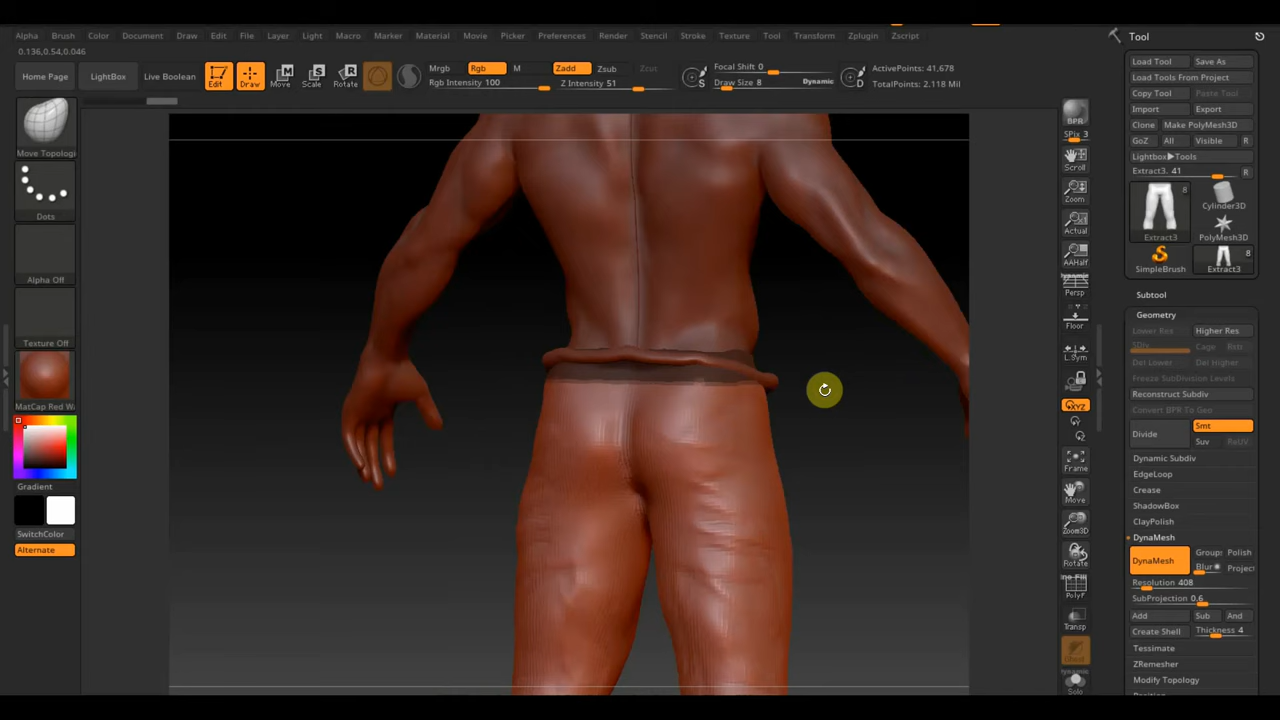 Alpha Brush Color Document Draw Edit File Layer Light Macro Marker Material Movie Picker Preferences Render Stencil Stroke Texture Tool Transform Zplugin Zscript
Tool
0.136,0.54,0.046
Home Page LightBox Live Boolean Edit Draw Move Scale Rotate
Mrgb Rgb M Zadd Zsub Zcut
Rgb Intensity 100 Z Intensity 51
S Focal Shift 0 D
Draw Size 8 Dynamic
ActivePoints: 41,678
TotalPoints: 2.118 Mil
Move Topologi
Dots
Alpha Off
Texture Off
MatCap Red Wa
Gradient
SwitchColor
Alternate
BPR
SPix 3
Scroll
Zoom
Actual
AAHalf
Dynamic
Persp
Floor
L.Sym
XYZ
Frame
Move
Zoom3D
Rotate
PolyF
Transp
Ghost
Dynamic
Solo
Load Tool Save As
Load Tools From Project
Copy Tool Paste Tool
Import Export
Clone Make PolyMesh3D
GoZ All Visible R
Lightbox▶Tools
Extract3. 41 R
8
Extract3
Cylinder3D
PolyMesh3D
SimpleBrush
8
Extract3
Subtool
Geometry
Lower Res Higher Res
SDiv Cage Rstr
Del Lower Del Higher
Freeze SubDivision Levels
Reconstruct Subdiv
Convert BPR To Geo
Divide Smt
Suv ReUV
Dynamic Subdiv
EdgeLoop
Crease
ShadowBox
ClayPolish
DynaMesh
DynaMesh Groups Polish
Blur Project
Resolution 408
SubProjection 0.6
Add Sub And
Create Shell Thickness 4
Tessimate
ZRemesher
Modify Topology